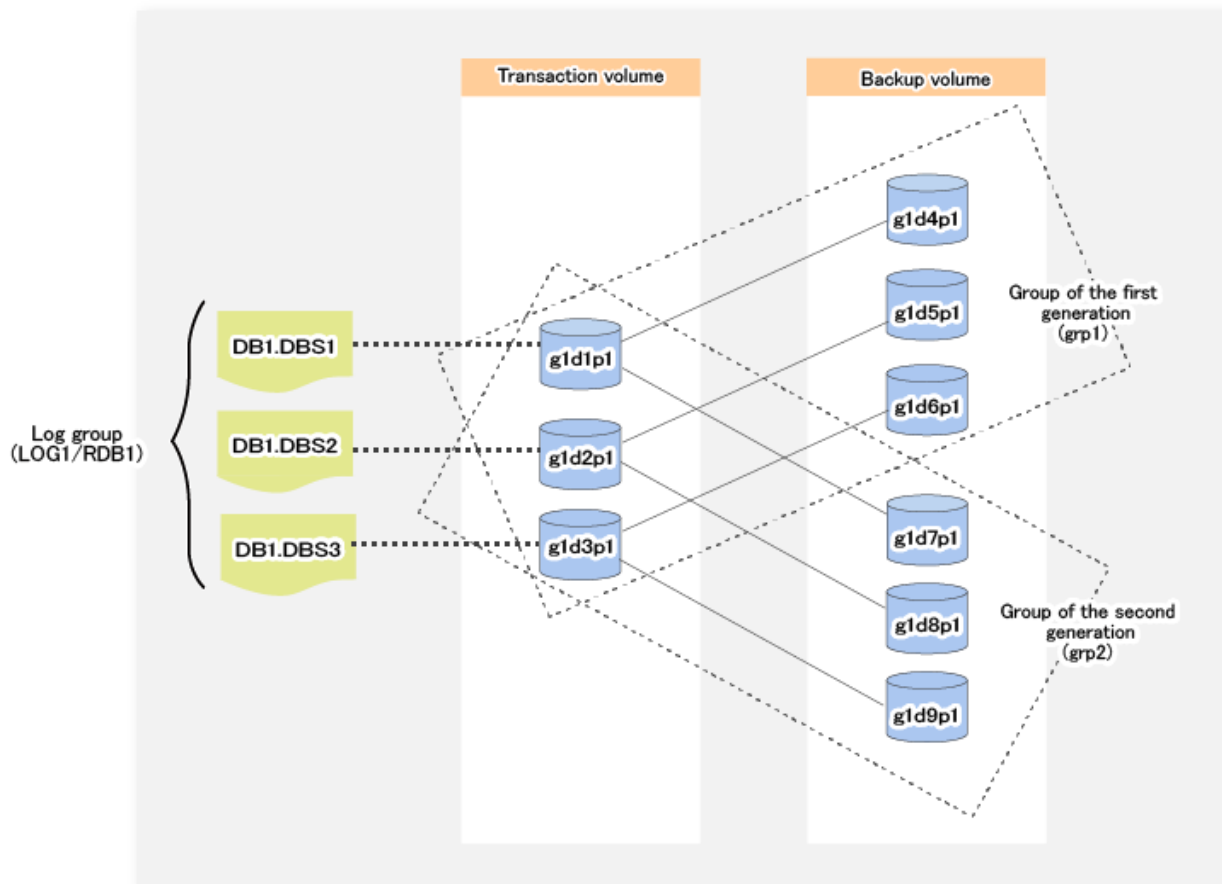 Transaction volume
Backup volume
g1d4p1
g1d5p1
Group of the first
generation
(grp1)
DB1.DBS1
g1d1p1
g1d6p1
Log group
(LOG1/RDB1)
DB1.DBS2
g1d2p1
DB1.DBS3
g1d3p1
g1d7p1
g1d8p1
Group of the second
generation
(grp2)
g1d9p1